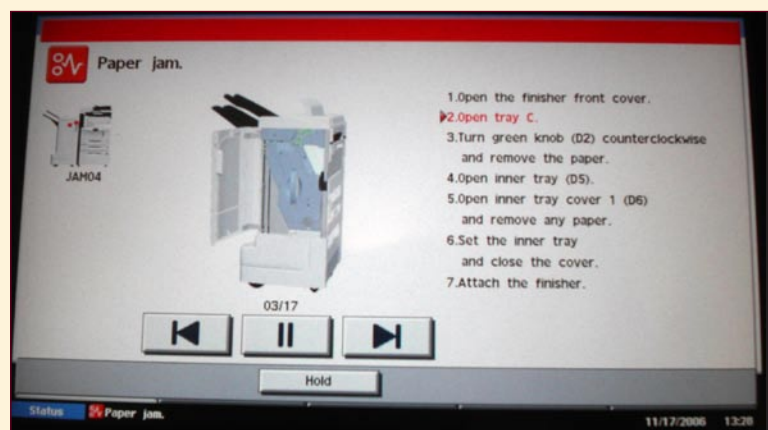 Paper jam.
JAM04
1.Open the finisher front cover.
2.Open tray C.
3.Turn green knob (D2) counterclockwise
and remove the paper.
4.Open inner tray (D5).
5.Open inner tray cover 1 (D6)
and remove any paper.
6.Set the inner tray
and close the cover.
7.Attach the finisher.
03/17
Hold
Status
Paper jam.
11/17/2006 13:28